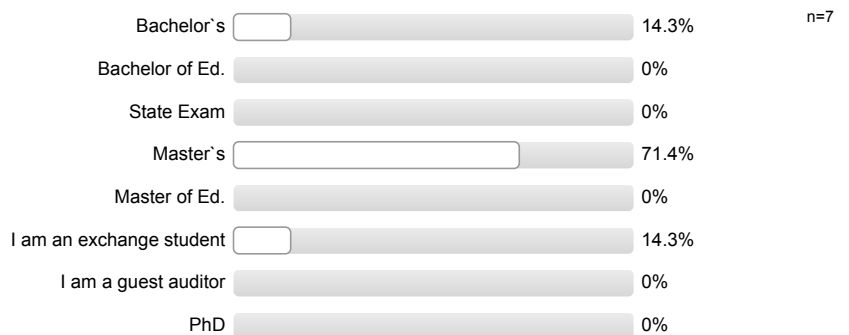 Bachelor`s 14.3% n=7
Bachelor of Ed. 0%
State Exam 0%
Master`s 71.4%
Master of Ed. 0%
I am an exchange student 14.3%
I am a guest auditor 0%
PhD 0%